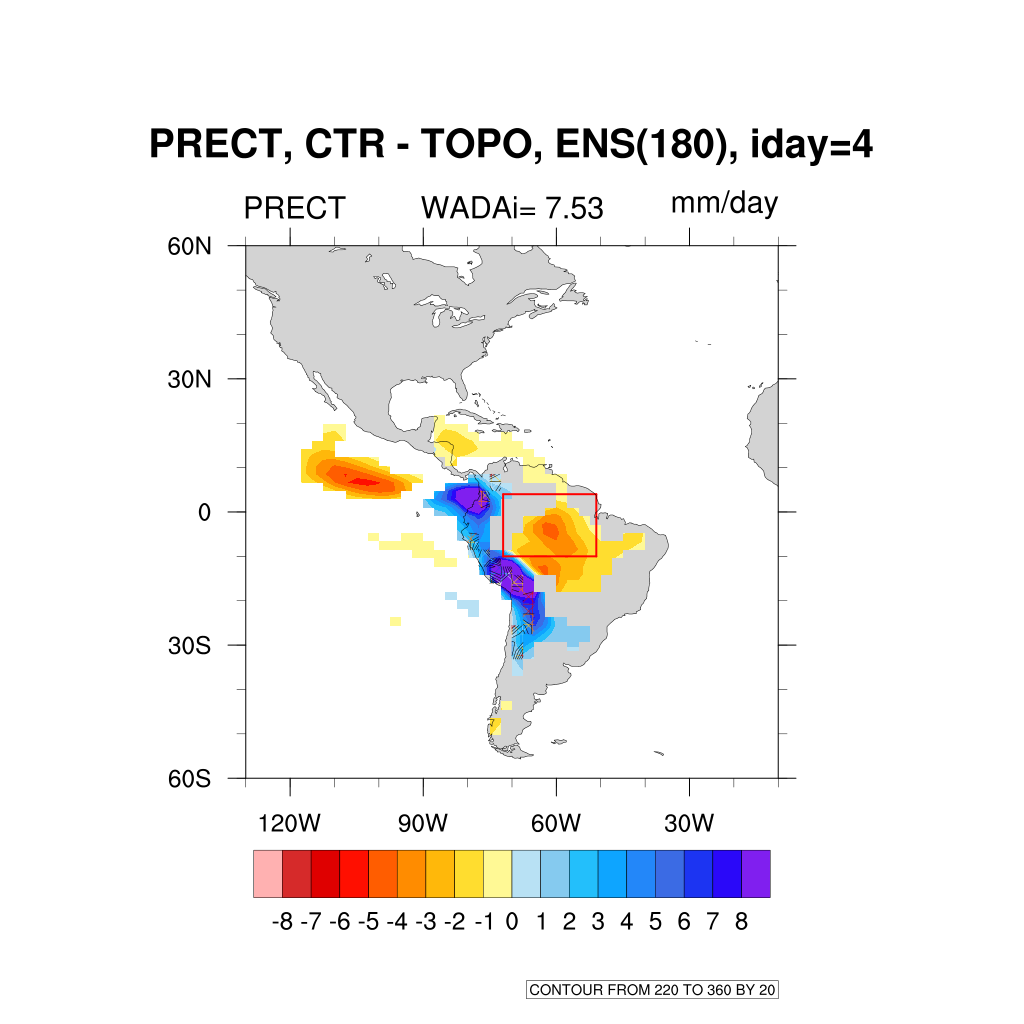 PRECT, CTR - TOPO, ENS(180), iday=4
PRECT WADAi= 7.53 mm/day
60N
30N
0
30S
60S
120W 90W 60W 30W
-8 -7 -6 -5 -4 -3 -2 -1 0 1 2 3 4 5 6 7 8
CONTOUR FROM 220 TO 360 BY 20